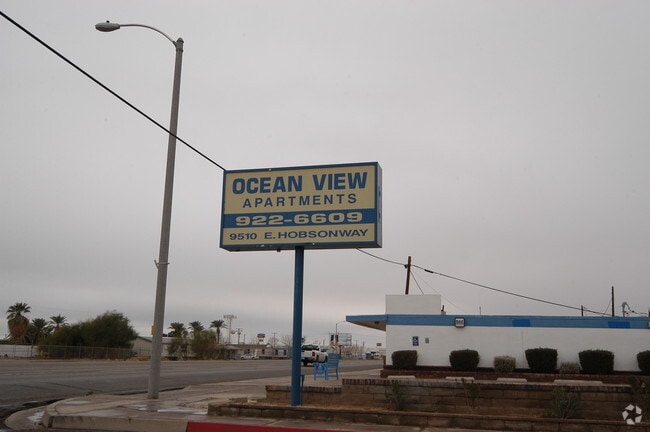 OCEAN VIEW
APARTMENTS
922-6609
9510 E. HOBSONWAY